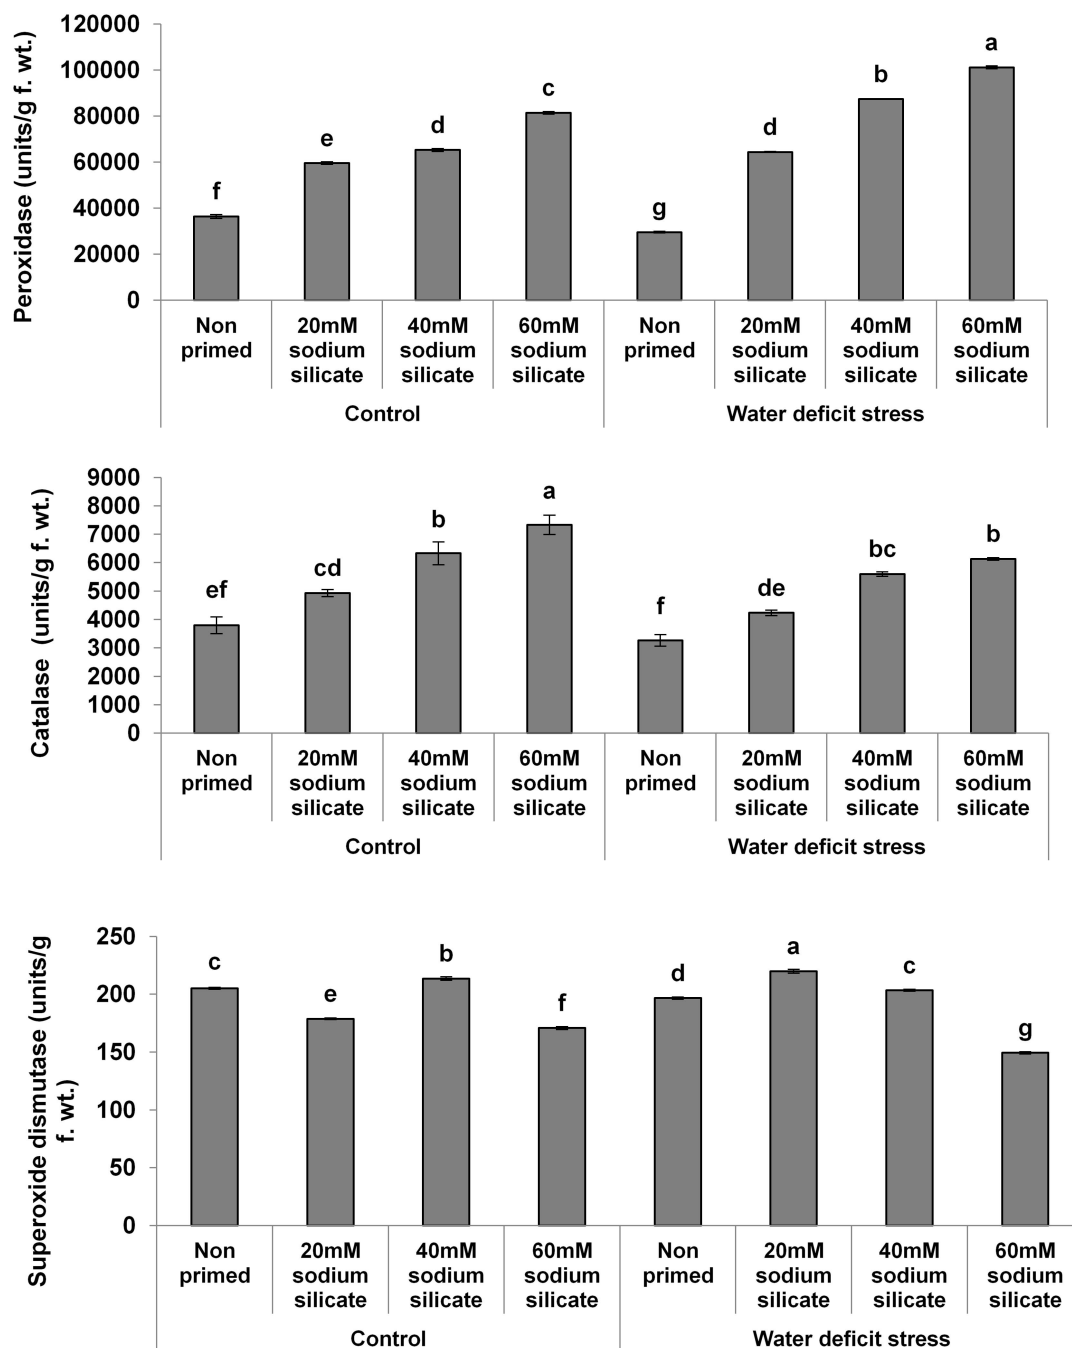 Peroxidase (units/g f. wt.)
120000
100000
80000
60000
40000
20000
0
f
e
d
c
g
d
b
a
Non 20mM 40mM 60mM Non 20mM 40mM 60mM
primed sodium sodium sodium primed sodium sodium sodium
silicate silicate silicate silicate silicate silicate
Control Water deficit stress
Catalase (units/g f. wt.)
9000
8000
7000
6000
5000
4000
3000
2000
1000
0
ef
cd
b
a
f
de
bc
b
Non 20mM 40mM 60mM Non 20mM 40mM 60mM
primed sodium sodium sodium primed sodium sodium sodium
silicate silicate silicate silicate silicate silicate
Control Water deficit stress
Superoxide dismutase (units/g
f. wt.)
250
200
150
100
50
0
c
e
b
f
d
a
c
g
Non 20mM 40mM 60mM Non 20mM 40mM 60mM
primed sodium sodium sodium primed sodium sodium sodium
silicate silicate silicate silicate silicate silicate
Control Water deficit stress